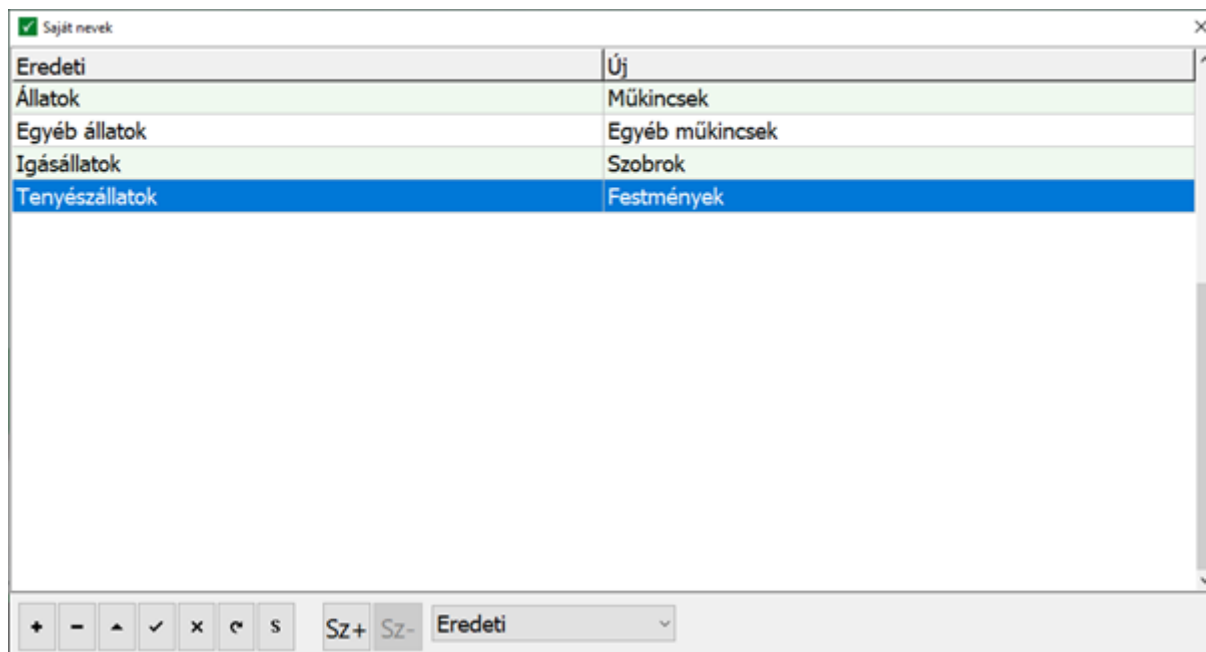 Saját nevek
Eredeti Új
Állatok Műkincsek
Egyéb állatok Egyéb műkincsek
Igásállatok Szobrok
Tenyészállatok Festmények
S Sz+ Sz- Eredeti